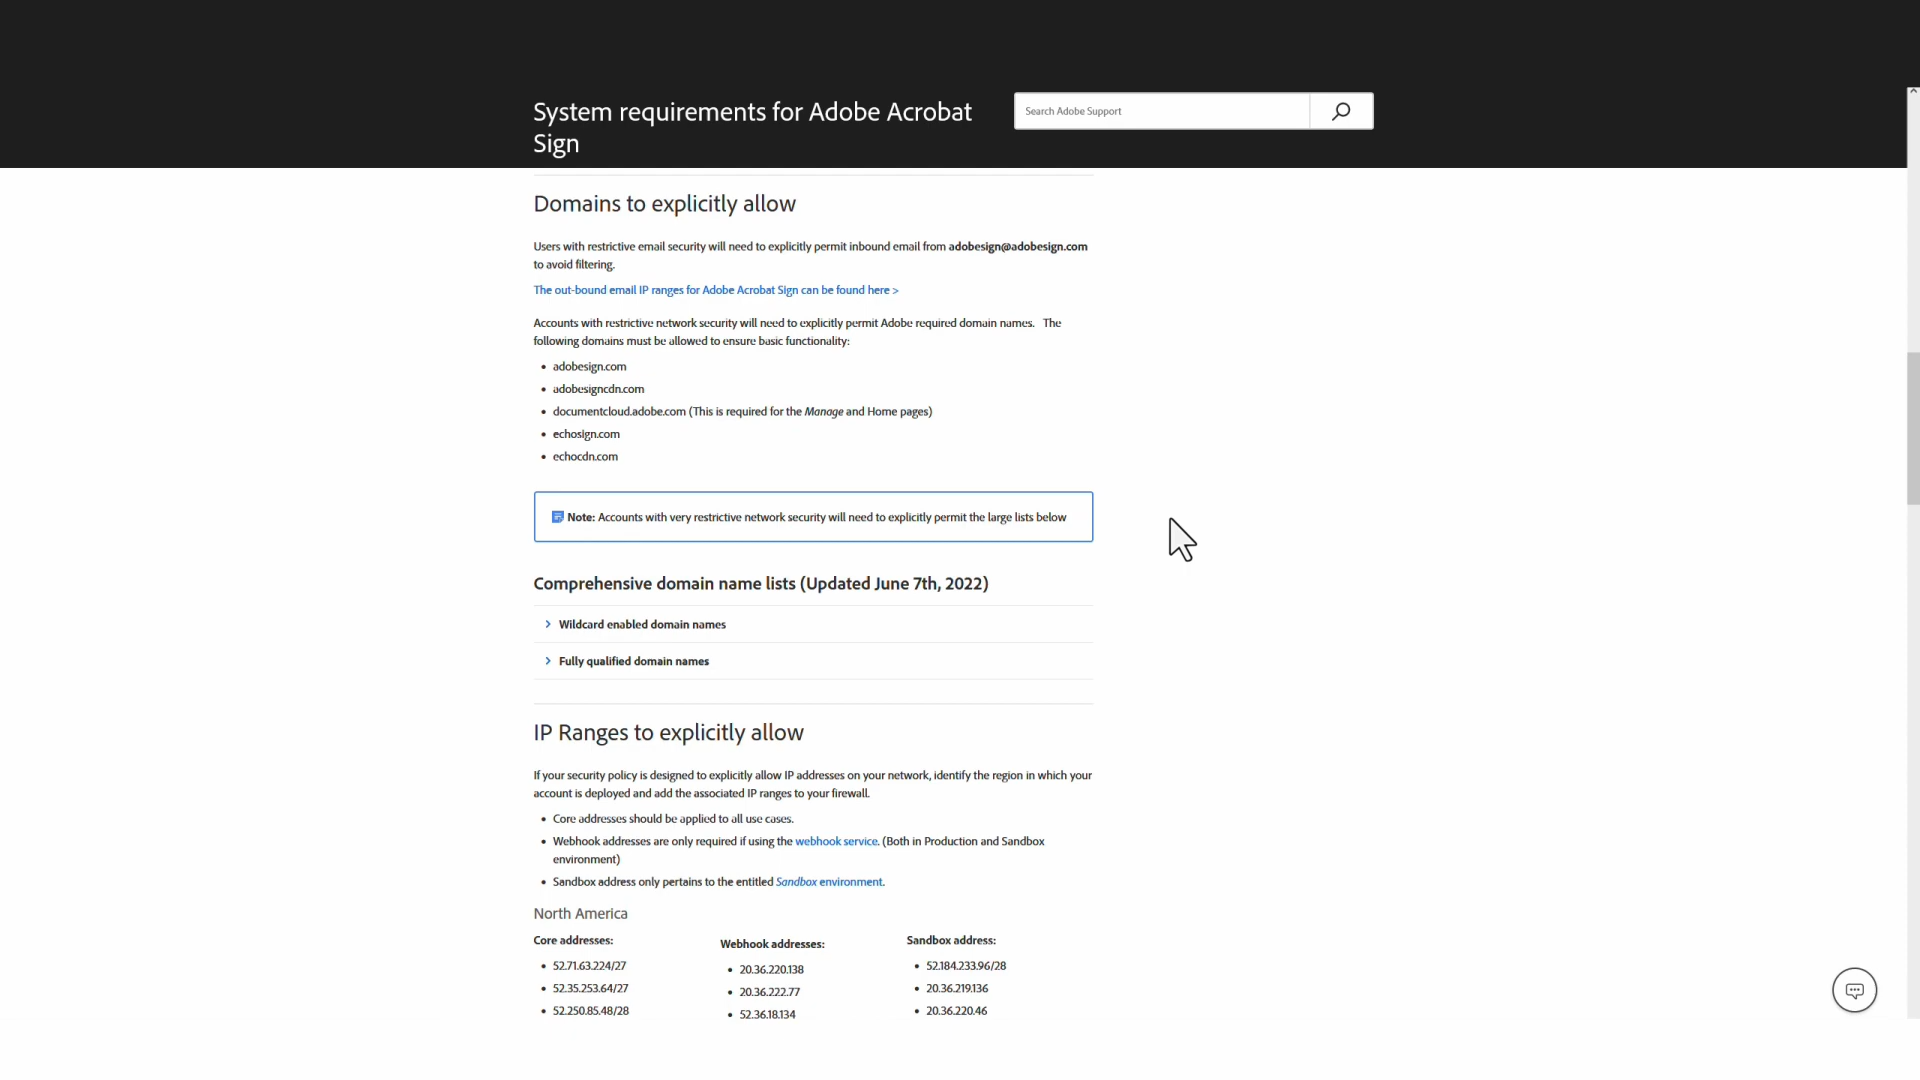 System requirements for Adobe Acrobat
Sign
Search Adobe Support
Domains to explicitly allow
Users with restrictive email security will need to explicitly permit inbound email from adobesign@adobesign.com
to avoid filtering.
The out-bound email IP ranges for Adobe Acrobat Sign can be found here >
Accounts with restrictive network security will need to explicitly permit Adobe required domain names. The
following domains must be allowed to ensure basic functionality:
• adobesign.com
• adobesigncdn.com
• documentcloud.adobe.com (This is required for the Manage and Home pages)
• echosign.com
• echocdn.com
Note: Accounts with very restrictive network security will need to explicitly permit the large lists below
Comprehensive domain name lists (Updated June 7th, 2022)
Wildcard enabled domain names
Fully qualified domain names
IP Ranges to explicitly allow
If your security policy is designed to explicitly allow IP addresses on your network, identify the region in which your
account is deployed and add the associated IP ranges to your firewall.
• Core addresses should be applied to all use cases.
• Webhook addresses are only required if using the webhook service. (Both in Production and Sandbox
environment)
• Sandbox address only pertains to the entitled Sandbox environment.
North America
Core addresses:
• 52.71.63.224/27
• 52.35.253.64/27
• 52.250.85.48/28
Webhook addresses:
• 20.36.220.138
• 20.36.222.77
• 52.36.18.134
Sandbox address:
• 52.184.233.96/28
• 20.36.219.136
• 20.36.220.46